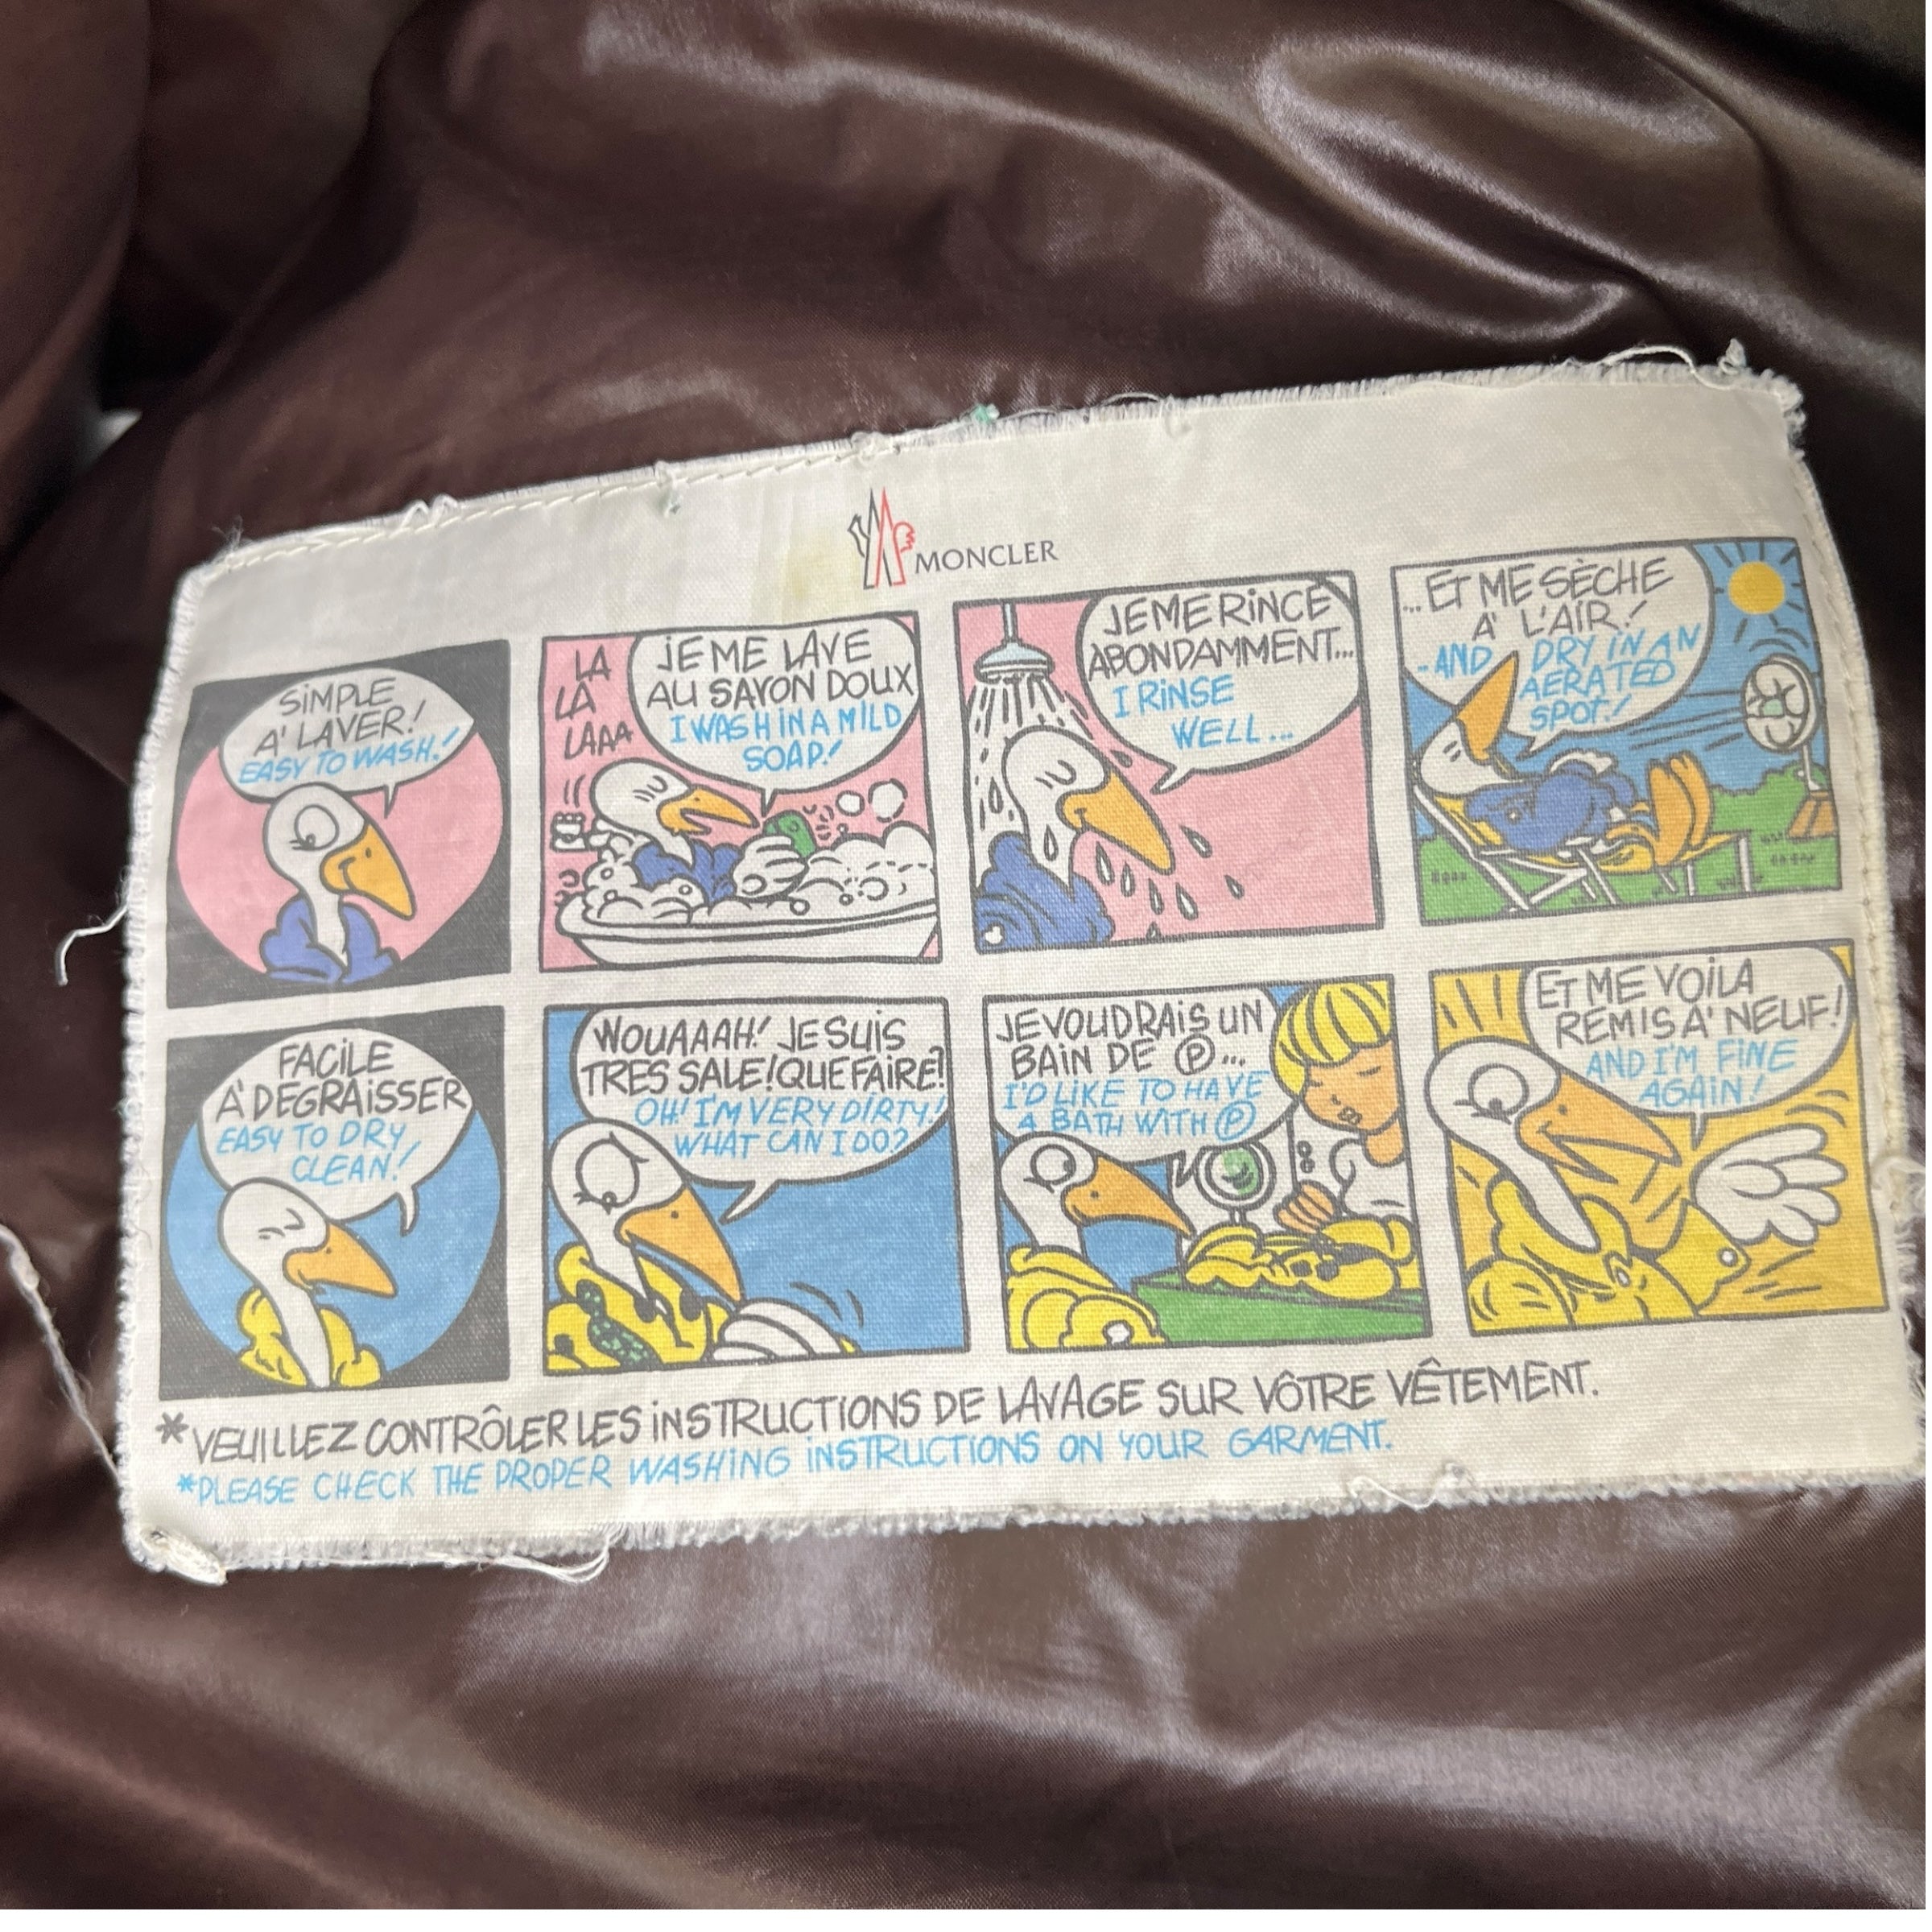 MONCLER
SiMPLE
A' LAVER!
EASY TO WASH!
LA
LA
LAAA
JE ME LAVE
AU SAVON DOUX
I WASH IN A MILD
SOAP!
JE ME RiNCE
ABONDAMMENT...
I RINSE
WELL...
...ET ME SÈCHE
A' L'AIR!
-AND DRY IN AN
AERATED
SPOT!
FACiLE
A' DEGRAiSSER
EASY TO DRY
CLEAN!
WOUAAAH! JE SUiS
TRES SALE! QUE FAiRE?
OH! I'M VERY DIRTY!
WHAT CAN I DO?
JE VOUDRAiS UN
BAiN DE Ⓟ...
I'D LiKE TO HAVE
A BATH WITH Ⓟ
ET ME VOiLA
REMIS A' NEUF!
AND I'M FINE
AGAIN!
*VEUILLEZ CONTRÔLER LES iNSTRUCTIONS DE LAVAGE SUR VÔTRE VÊTEMENT.
*PLEASE CHECK THE PROPER WASHING iNSTRUCTIONS ON YOUR GARMENT.